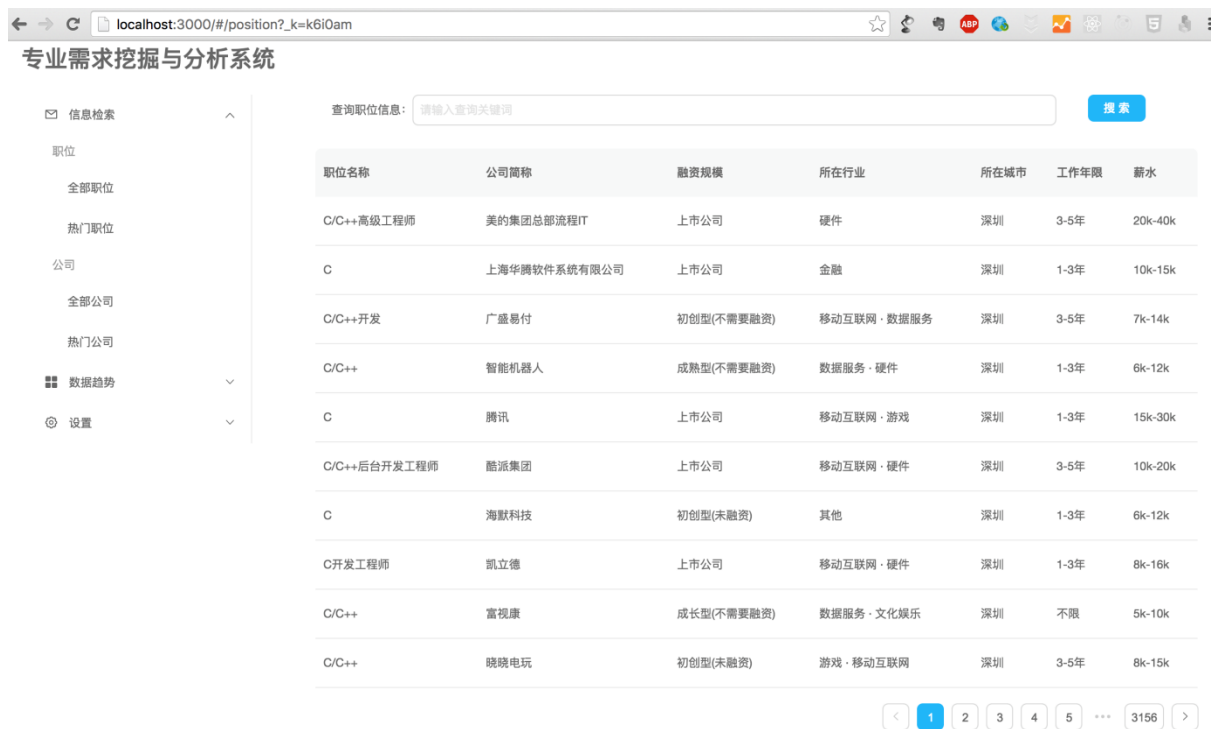 localhost:3000/#/position?_k=k6i0am
ABP
5
专业需求挖掘与分析系统
信息检索
职位
全部职位
热门职位
公司
全部公司
热门公司
数据趋势
设置
查询职位信息: 请输入查询关键词 搜 索
职位名称 公司简称 融资规模 所在行业 所在城市 工作年限 薪水
C/C++高级工程师 美的集团总部流程IT 上市公司 硬件 深圳 3-5年 20k-40k
C 上海华腾软件系统有限公司 上市公司 金融 深圳 1-3年 10k-15k
C/C++开发 广盛易付 初创型(不需要融资) 移动互联网 · 数据服务 深圳 3-5年 7k-14k
C/C++ 智能机器人 成熟型(不需要融资) 数据服务 · 硬件 深圳 1-3年 6k-12k
C 腾讯 上市公司 移动互联网 · 游戏 深圳 1-3年 15k-30k
C/C++后台开发工程师 酷派集团 上市公司 移动互联网 · 硬件 深圳 3-5年 10k-20k
C 海默科技 初创型(未融资) 其他 深圳 1-3年 6k-12k
C开发工程师 凯立德 上市公司 移动互联网 · 硬件 深圳 1-3年 8k-16k
C/C++ 富视康 成长型(不需要融资) 数据服务 · 文化娱乐 深圳 不限 5k-10k
C/C++ 晓晓电玩 初创型(未融资) 游戏 · 移动互联网 深圳 3-5年 8k-15k
< 1 2 3 4 5 ••• 3156 >